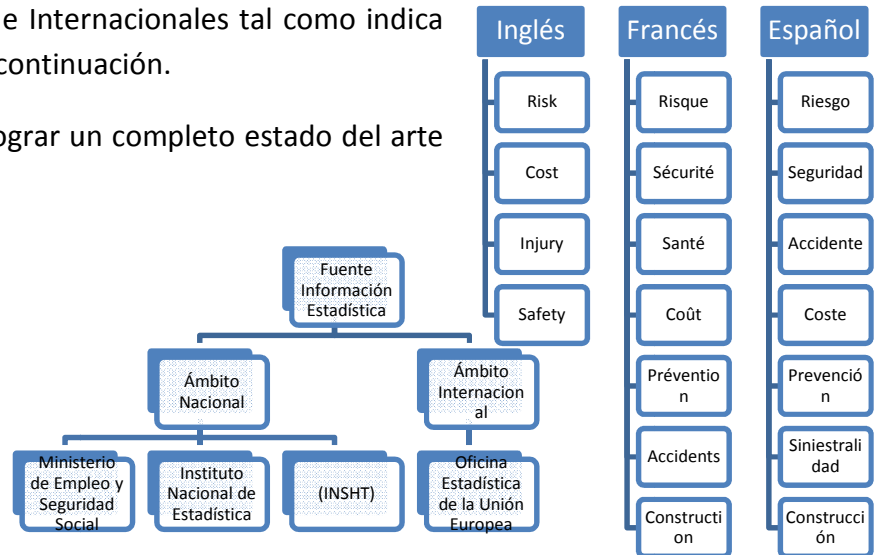 e Internacionales tal como indica
continuación.
ograr un completo estado del arte
Fuente
Información
Estadística
Ámbito
Nacional
Ámbito
Internacion
al
Ministerio
de Empleo y
Seguridad
Social
Instituto
Nacional de
Estadística
(INSHT)
Oficina
Estadística
de la Unión
Europea
Inglés
Risk
Cost
Injury
Safety
Francés
Risque
Sécurité
Santé
Coût
Préventio
n
Accidents
Constructi
on
Español
Riesgo
Seguridad
Accidente
Coste
Prevenció
n
Siniestrali
dad
Construcci
ón